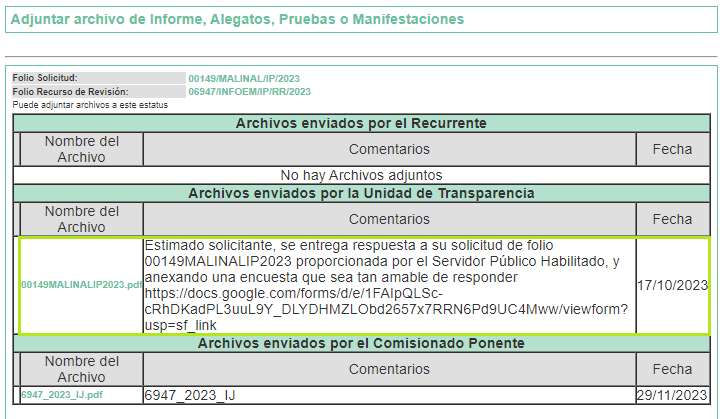 Adjuntar archivo de Informe, Alegatos, Pruebas o Manifestaciones
Folio Solicitud: 00149/MALINAL/IP/2023
Folio Recurso de Revisión: 06947/INFOEM/IP/RR/2023
Puede adjuntar archivos a este estatus
Archivos enviados por el Recurrente
Nombre del Archivo Comentarios Fecha
No hay Archivos adjuntos
Archivos enviados por la Unidad de Transparencia
Nombre del Archivo Comentarios Fecha
00149MALINALIP2023.pdf
Estimado solicitante, se entrega respuesta a su solicitud de folio
00149MALINALIP2023 proporcionada por el Servidor Público Habilitado, y
anexando una encuesta que sea tan amable de responder
https://docs.google.com/forms/d/e/1FAIpQLSc-
cRhDKadPL3uuL9Y_DLYDHMZLObd2657x7RRN6Pd9UC4Mww/viewform?
usp=sf_link
17/10/2023
Archivos enviados por el Comisionado Ponente
Nombre del Archivo Comentarios Fecha
6947_2023_IJ.pdf 6947_2023_IJ 29/11/2023